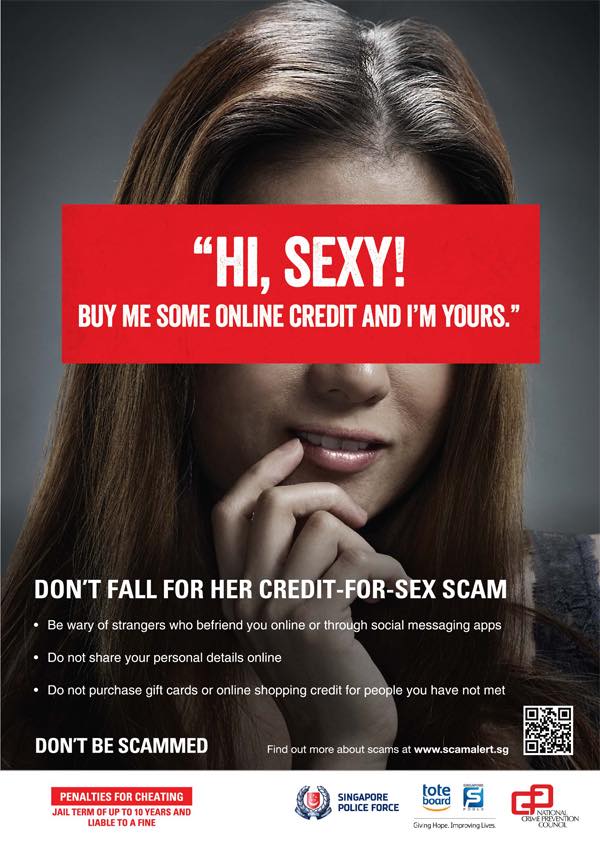 “HI, SEXY!
BUY ME SOME ONLINE CREDIT AND I’M YOURS.”
DON’T FALL FOR HER CREDIT-FOR-SEX SCAM
• Be wary of strangers who befriend you online or through social messaging apps
• Do not share your personal details online
• Do not purchase gift cards or online shopping credit for people you have not met
DON’T BE SCAMMED
Find out more about scams at www.scamalert.sg
PENALTIES FOR CHEATING
JAIL TERM OF UP TO 10 YEARS AND
LIABLE TO A FINE
SINGAPORE
POLICE FORCE
tote
board
SINGAPORE
POOLS
Giving Hope. Improving Lives.
NATIONAL
CRIME PREVENTION
COUNCIL